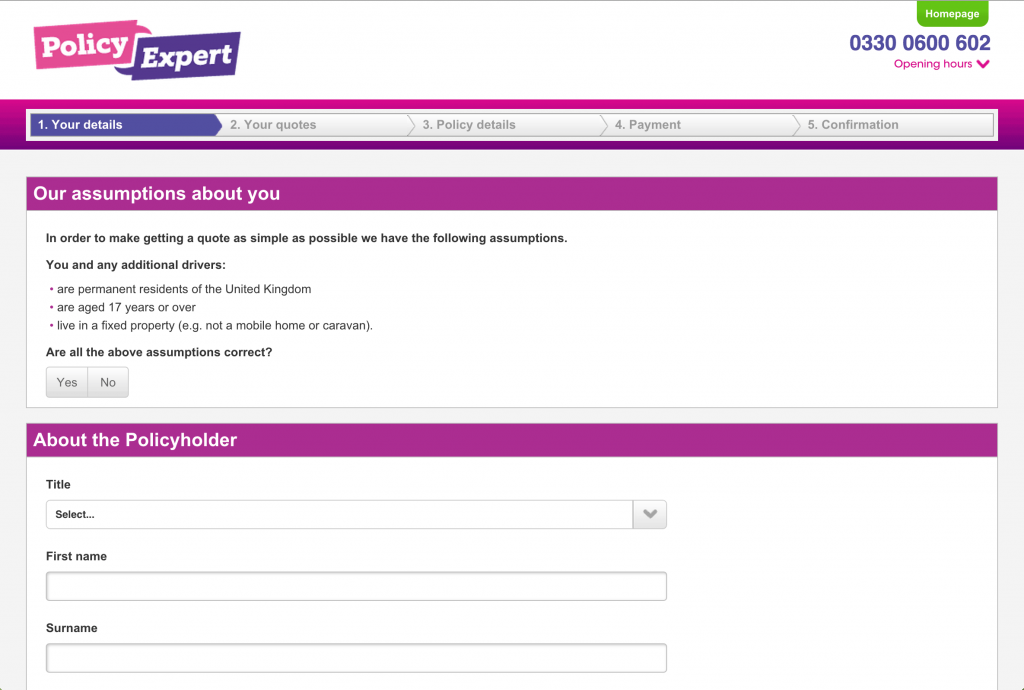 Homepage
Policy Expert
0330 0600 602
Opening hours
1. Your details
2. Your quotes
3. Policy details
4. Payment
5. Confirmation
Our assumptions about you
In order to make getting a quote as simple as possible we have the following assumptions.
You and any additional drivers:
• are permanent residents of the United Kingdom
• are aged 17 years or over
• live in a fixed property (e.g. not a mobile home or caravan).
Are all the above assumptions correct?
Yes No
About the Policyholder
Title
Select...
First name
Surname